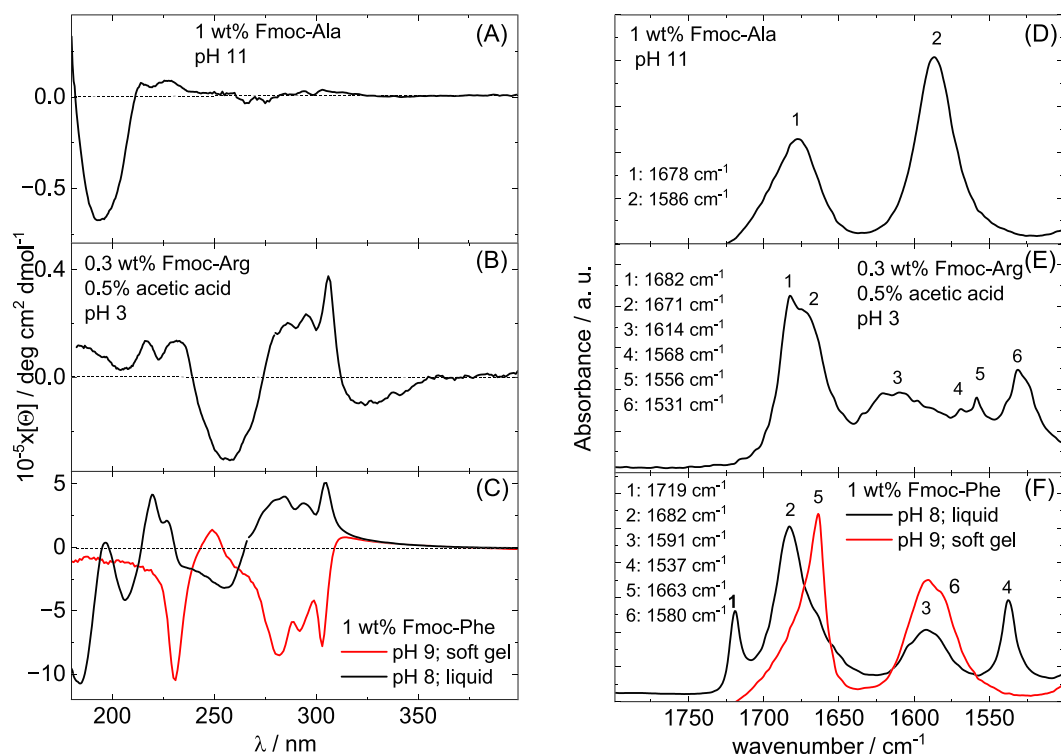 1 wt% Fmoc-Ala
pH 11
(A)
0.0
−0.5
0.3 wt% Fmoc-Arg
0.5% acetic acid
pH 3
(B)
0.4
0.0
10⁻⁵x[Θ] / deg cm² dmol⁻¹
(C)
5
0
−5
−10
1 wt% Fmoc-Phe
pH 9; soft gel
pH 8; liquid
200 250 300 350
λ / nm
1 wt% Fmoc-Ala
pH 11
(D)
1
2
1: 1678 cm⁻¹
2: 1586 cm⁻¹
(E)
0.3 wt% Fmoc-Arg
0.5% acetic acid
pH 3
1: 1682 cm⁻¹
2: 1671 cm⁻¹
3: 1614 cm⁻¹
4: 1568 cm⁻¹
5: 1556 cm⁻¹
6: 1531 cm⁻¹
1
2
3
4
5
6
Absorbance / a. u.
(F)
1 wt% Fmoc-Phe
pH 8; liquid
pH 9; soft gel
1: 1719 cm⁻¹
2: 1682 cm⁻¹
3: 1591 cm⁻¹
4: 1537 cm⁻¹
5: 1663 cm⁻¹
6: 1580 cm⁻¹
1
2
5
3
6
4
1750 1700 1650 1600 1550
wavenumber / cm⁻¹